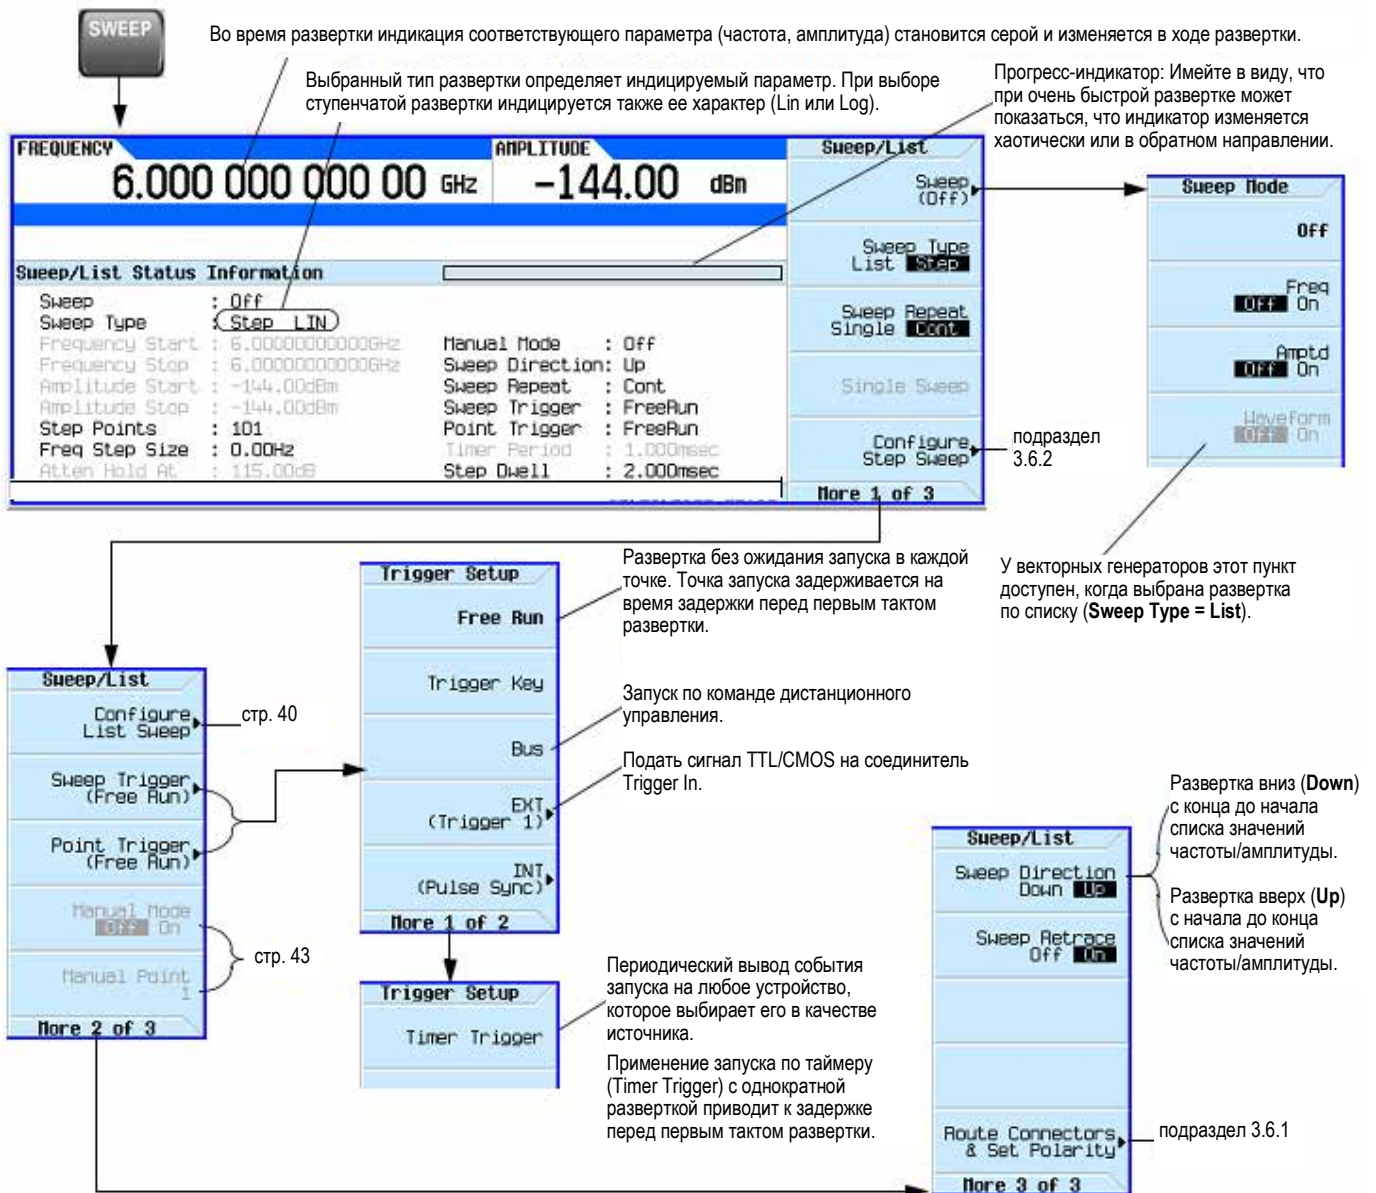 SWEEP
Во время развертки индикация соответствующего параметра (частота, амплитуда) становится серой и изменяется в ходе развертки.
Выбранный тип развертки определяет индицируемый параметр. При выборе
ступенчатой развертки индицируется также ее характер (Lin или Log).
Прогресс-индикатор: Имейте в виду, что
при очень быстрой развертке может
показаться, что индикатор изменяется
хаотически или в обратном направлении.
FREQUENCY
6.000 000 000 00 GHz
AMPLITUDE
-144.00 dBm
Sweep/List Status Information
Sweep : Off
Sweep Type : Step LIN
Frequency Start : 6.00000000000GHz
Frequency Stop : 6.00000000000GHz
Amplitude Start : -144.00dBm
Amplitude Stop : -144.00dBm
Step Points : 101
Freq Step Size : 0.00Hz
Atten Hold At : 115.00dB
Manual Mode : Off
Sweep Direction: Up
Sweep Repeat : Cont
Sweep Trigger : FreeRun
Point Trigger : FreeRun
Timer Period : 1.000msec
Step Dwell : 2.000msec
Sweep/List
Sweep
(Off)
Sweep Type
List Step
Sweep Repeat
Single Cont
Single Sweep
Configure
Step Sweep
More 1 of 3
подраздел
3.6.2
Sweep Mode
Off
Freq
Off On
Amptd
Off On
Waveform
Off On
У векторных генераторов этот пункт
доступен, когда выбрана развертка
по списку (Sweep Type = List).
Sweep/List
Configure
List Sweep
Sweep Trigger
(Free Run)
Point Trigger
(Free Run)
Manual Mode
Off On
Manual Point
1
More 2 of 3
стр. 40
стр. 43
Trigger Setup
Free Run
Trigger Key
Bus
EXT
(Trigger 1)
INT
(Pulse Sync)
More 1 of 2
Развертка без ожидания запуска в каждой
точке. Точка запуска задерживается на
время задержки перед первым тактом
развертки.
Запуск по команде дистанционного
управления.
Подать сигнал TTL/CMOS на соединитель
Trigger In.
Trigger Setup
Timer Trigger
Периодический вывод события
запуска на любое устройство,
которое выбирает его в качестве
источника.
Применение запуска по таймеру
(Timer Trigger) с однократной
разверткой приводит к задержке
перед первым тактом развертки.
Sweep/List
Sweep Direction
Down Up
Sweep Retrace
Off On
Route Connectors
& Set Polarity
More 3 of 3
Развертка вниз (Down)
с конца до начала
списка значений
частоты/амплитуды.
Развертка вверх (Up)
с начала до конца
списка значений
частоты/амплитуды.
подраздел 3.6.1